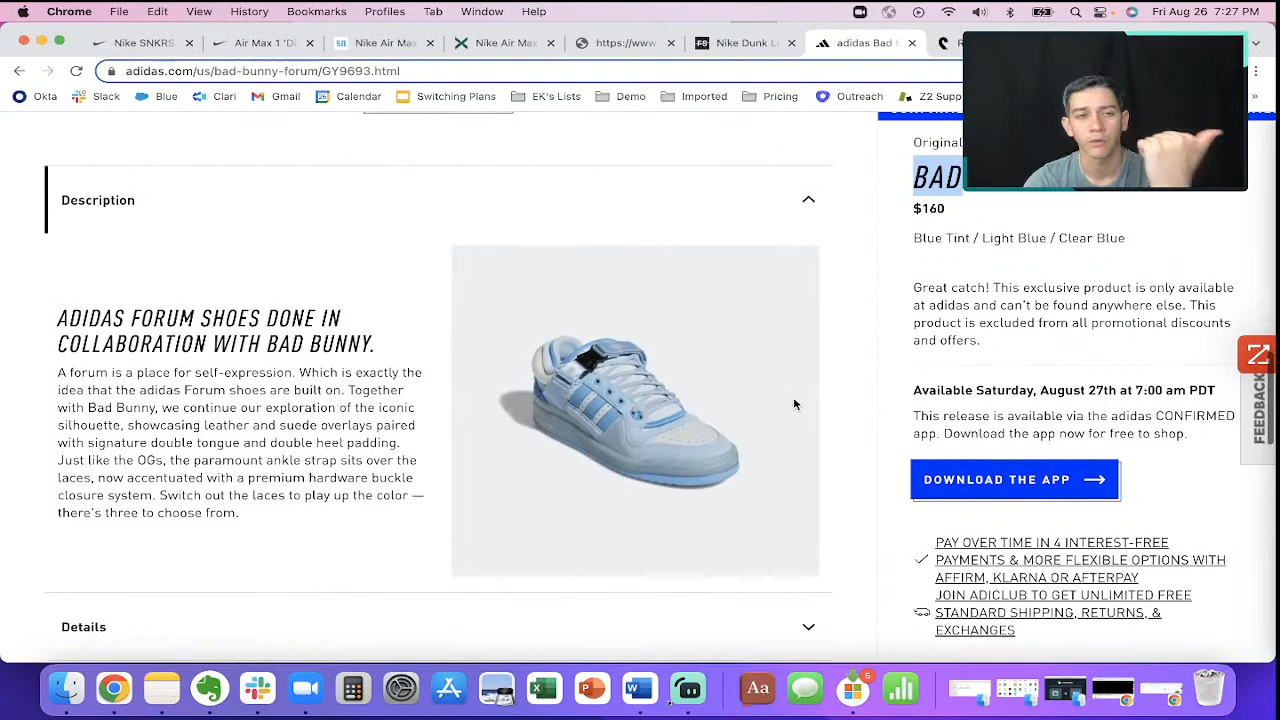 Chrome File Edit View History Bookmarks Profiles Tab Window Help Fri Aug 26 7:27 PM
Nike SNKRS Air Max 1 'Di Nike Air Max Nike Air Max https://www Nike Dunk L adidas Bad B
adidas.com/us/bad-bunny-forum/GY9693.html
Okta Slack Blue Clari Gmail Calendar Switching Plans EK's Lists Demo Imported Pricing Outreach Z2 Supp
Description
ADIDAS FORUM SHOES DONE IN
COLLABORATION WITH BAD BUNNY.
A forum is a place for self-expression. Which is exactly the
idea that the adidas Forum shoes are built on. Together
with Bad Bunny, we continue our exploration of the iconic
silhouette, showcasing leather and suede overlays paired
with signature double tongue and double heel padding.
Just like the OGs, the paramount ankle strap sits over the
laces, now accentuated with a premium hardware buckle
closure system. Switch out the laces to play up the color —
there's three to choose from.
Details
Original
BAD
$160
Blue Tint / Light Blue / Clear Blue
Great catch! This exclusive product is only available
at adidas and can't be found anywhere else. This
product is excluded from all promotional discounts
and offers.
Available Saturday, August 27th at 7:00 am PDT
This release is available via the adidas CONFIRMED
app. Download the app now for free to shop.
DOWNLOAD THE APP
PAY OVER TIME IN 4 INTEREST-FREE
PAYMENTS & MORE FLEXIBLE OPTIONS WITH
AFFIRM, KLARNA OR AFTERPAY
JOIN ADICLUB TO GET UNLIMITED FREE
STANDARD SHIPPING, RETURNS, &
EXCHANGES
FEEDBACK
5
Aa